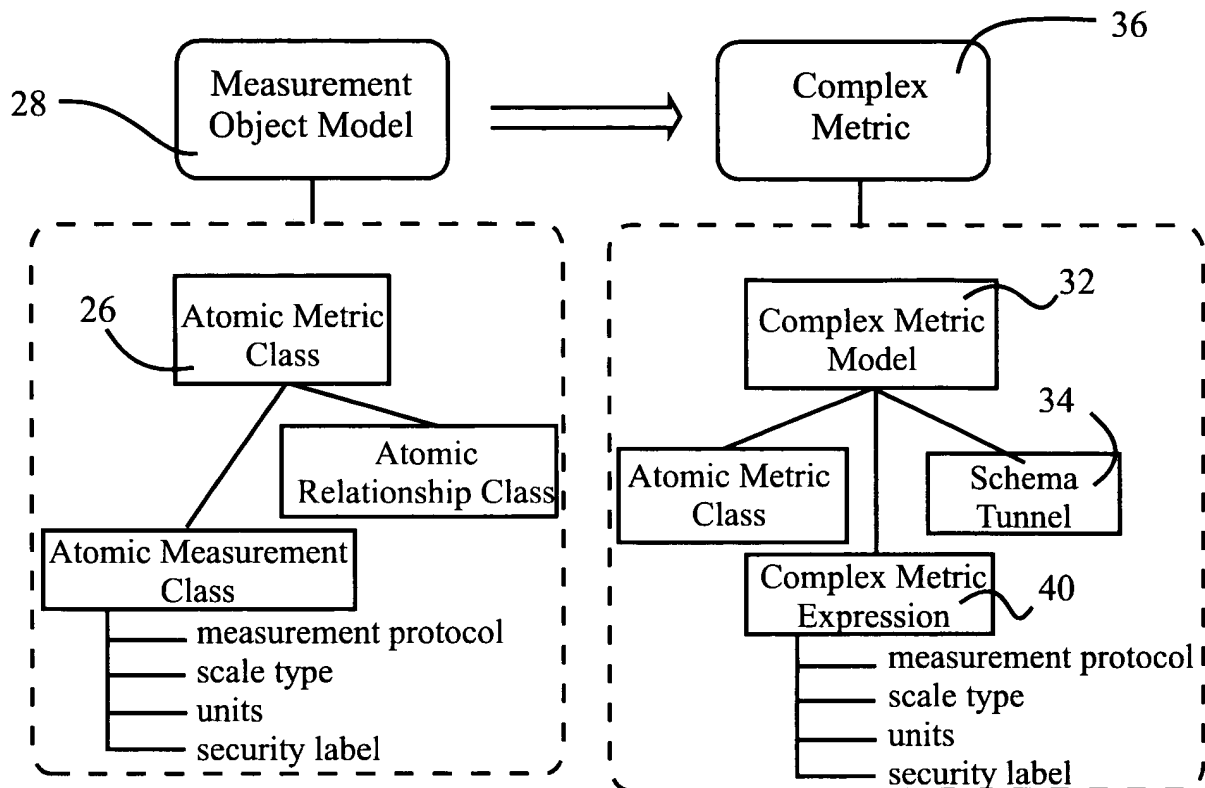 36
Measurement
Object Model
28
Complex
Metric
26
Atomic Metric
Class
Atomic
Relationship Class
Atomic Measurement
Class
measurement protocol
scale type
units
security label
32
Complex Metric
Model
34
Atomic Metric
Class
Schema
Tunnel
Complex Metric
Expression
40
measurement protocol
scale type
units
security label